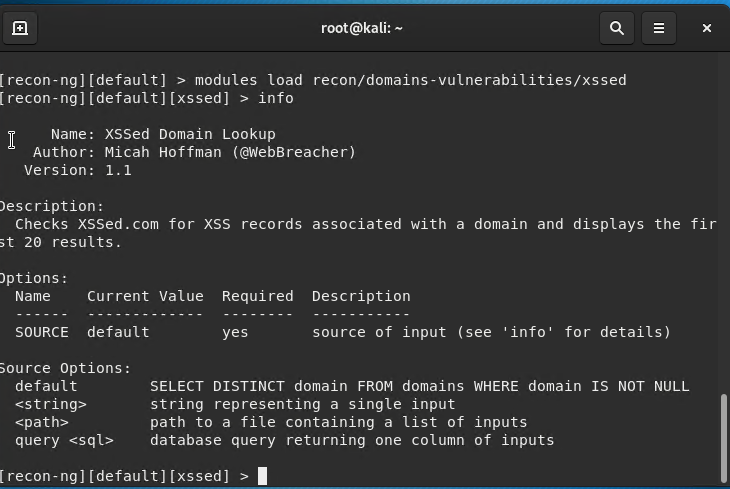 root@kali: ~
[recon-ng][default] > modules load recon/domains-vulnerabilities/xssed
[recon-ng][default][xssed] > info
Name: XSSed Domain Lookup
Author: Micah Hoffman (@WebBreacher)
Version: 1.1
Description:
Checks XSSed.com for XSS records associated with a domain and displays the fir
st 20 results.
Options:
Name Current Value Required Description
------ ------------- -------- -----------
SOURCE default yes source of input (see 'info' for details)
Source Options:
default SELECT DISTINCT domain FROM domains WHERE domain IS NOT NULL
<string> string representing a single input
<path> path to a file containing a list of inputs
query <sql> database query returning one column of inputs
[recon-ng][default][xssed] >